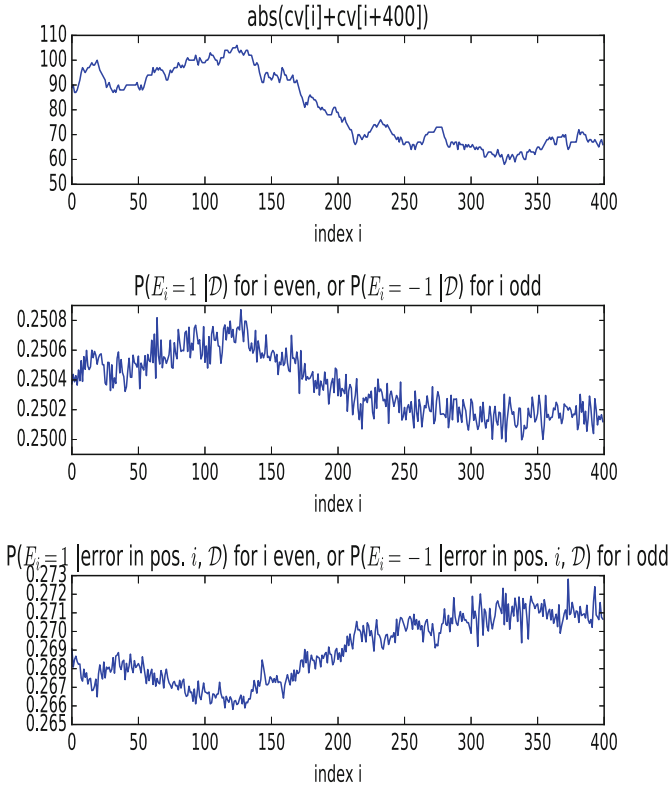 abs(cv[i]+cv[i+400])
110
100
90
80
70
60
50
0 50 100 150 200 250 300 350 400
index i
P(E_i = 1 |𝒟) for i even, or P(E_i = −1 |𝒟) for i odd
0.2508
0.2506
0.2504
0.2502
0.2500
0 50 100 150 200 250 300 350 400
index i
P(E_i = 1 |error in pos. i, 𝒟) for i even, or P(E_i = −1 |error in pos. i, 𝒟) for i odd
0.273
0.272
0.271
0.270
0.269
0.268
0.267
0.266
0.265
0 50 100 150 200 250 300 350 400
index i